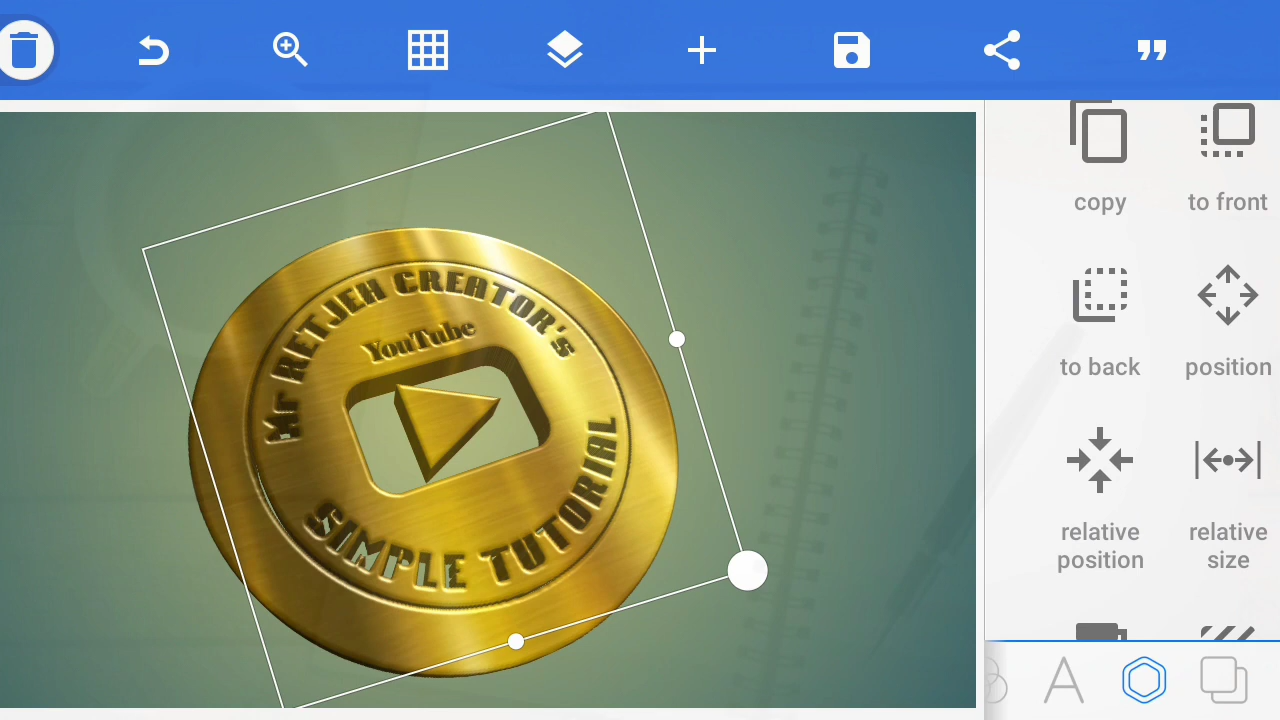 copy
to front
Mr RETJEH CREATOR'S
YouTube
to back
position
SIMPLE TUTORIAL
relative
position
relative
size